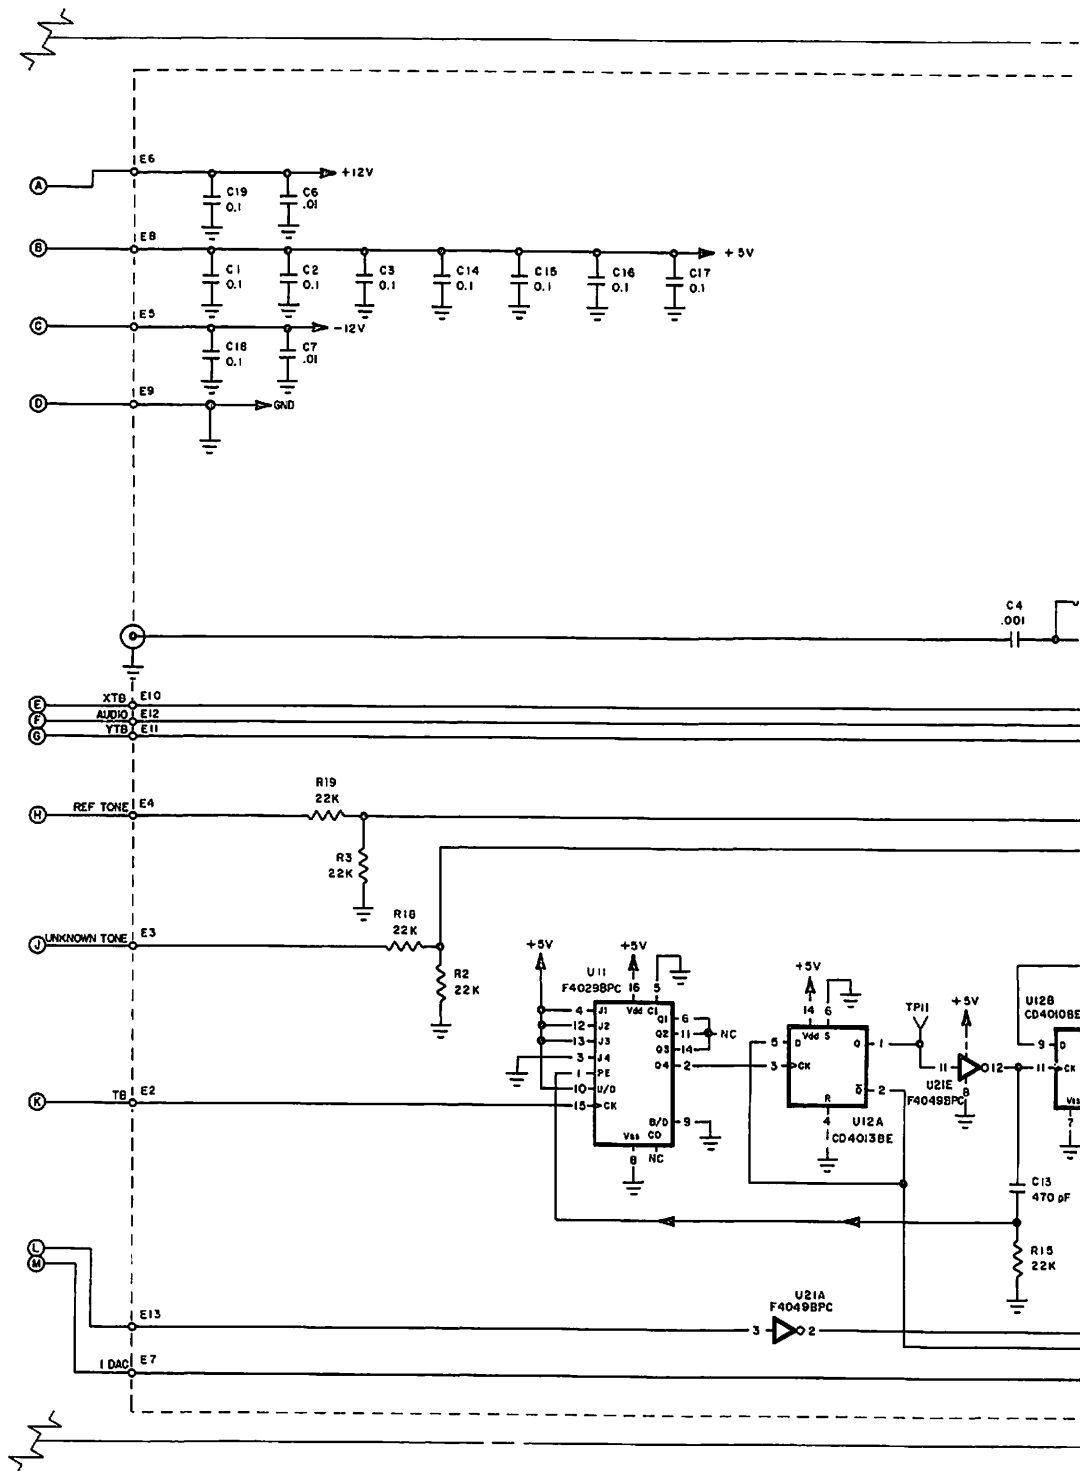 E6
A
+12V
C19
0.1
C6
.01
E8
B
+5V
C1
0.1
C2
0.1
C3
0.1
C14
0.1
C15
0.1
C16
0.1
C17
0.1
E5
C
-12V
C18
0.1
C7
.01
E9
D
GND
C4
.001
E XTB E10
F AUDIO E12
G YTB E11
R19
22K
H REF TONE E4
R3
22K
R18
22K
J UNKNOWN TONE E3
R2
22K
+5V
+5V
U11
F4029BPC
16 5
Vdd CI
4 J1
12 J2
13 J3
3 J4
1 PE
10 U/D
15 CK
Q1 6
Q2 11
Q3 14
NC
Q4 2
B/D 9
Vss CO
8 NC
+5V
14 6
Vdd S
5 D
3 CK
Q 1
Q 2
R
4
U12A
CD4013BE
TP11
+5V
11
12
U21E
F4049BPC
8
U12B
CD4010BE
9 D
11 CK
Vss
7
K TB E2
C13
470 pF
R15
22K
L
M
E13
U21A
F4049BPC
3 2
I DAC E7